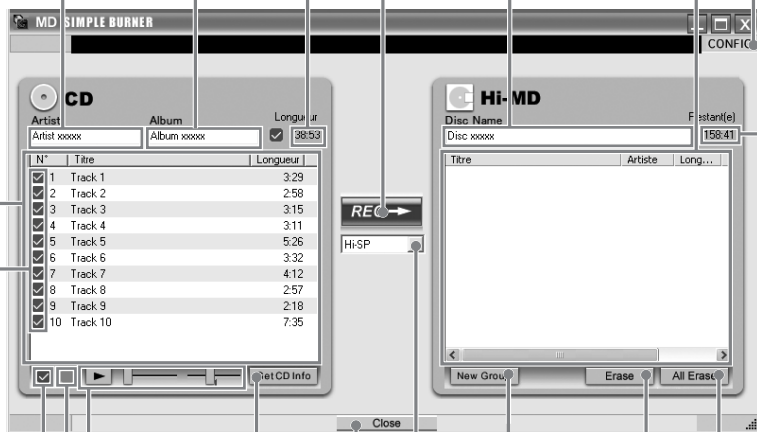 MD SIMPLE BURNER
CONFIG
CD
Artist Album Longueur
Artist xxxxx Album xxxxx 38:53
N° Titre Longueur
1 Track 1 3:29
2 Track 2 2:58
3 Track 3 3:15
4 Track 4 3:11
5 Track 5 5:26
6 Track 6 3:32
7 Track 7 4:12
8 Track 8 2:57
9 Track 9 2:18
10 Track 10 7:35
Get CD Info
REC
Hi-SP
Hi-MD
Disc Name Restant(e)
Disc xxxxx 158:41
Titre Artiste Long...
New Group Erase All Erase
Close